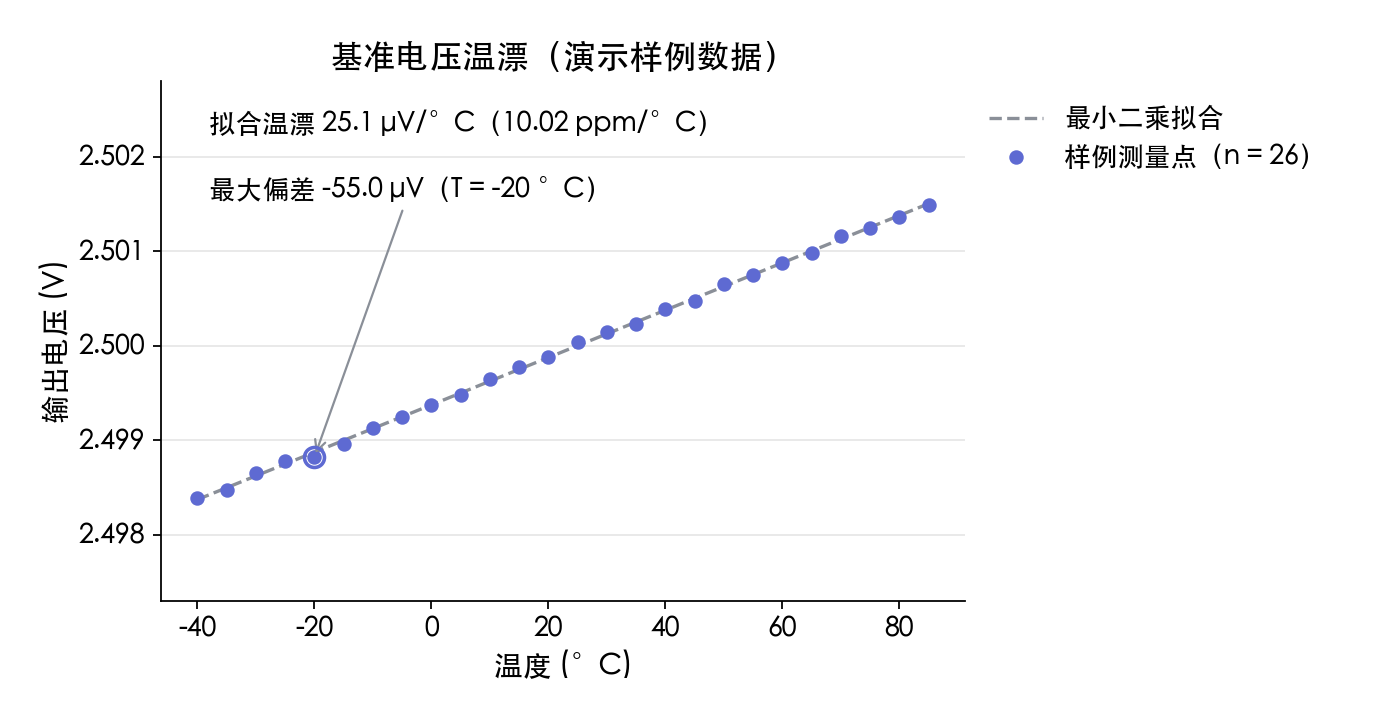 基准电压温漂（演示样例数据）
拟合温漂 25.1 µV/° C（10.02 ppm/° C）
最大偏差 -55.0 µV（T = -20 ° C）
最小二乘拟合
样例测量点（n = 26）
输出电压 (V)
2.502
2.501
2.500
2.499
2.498
-40 -20 0 20 40 60 80
温度 (° C)